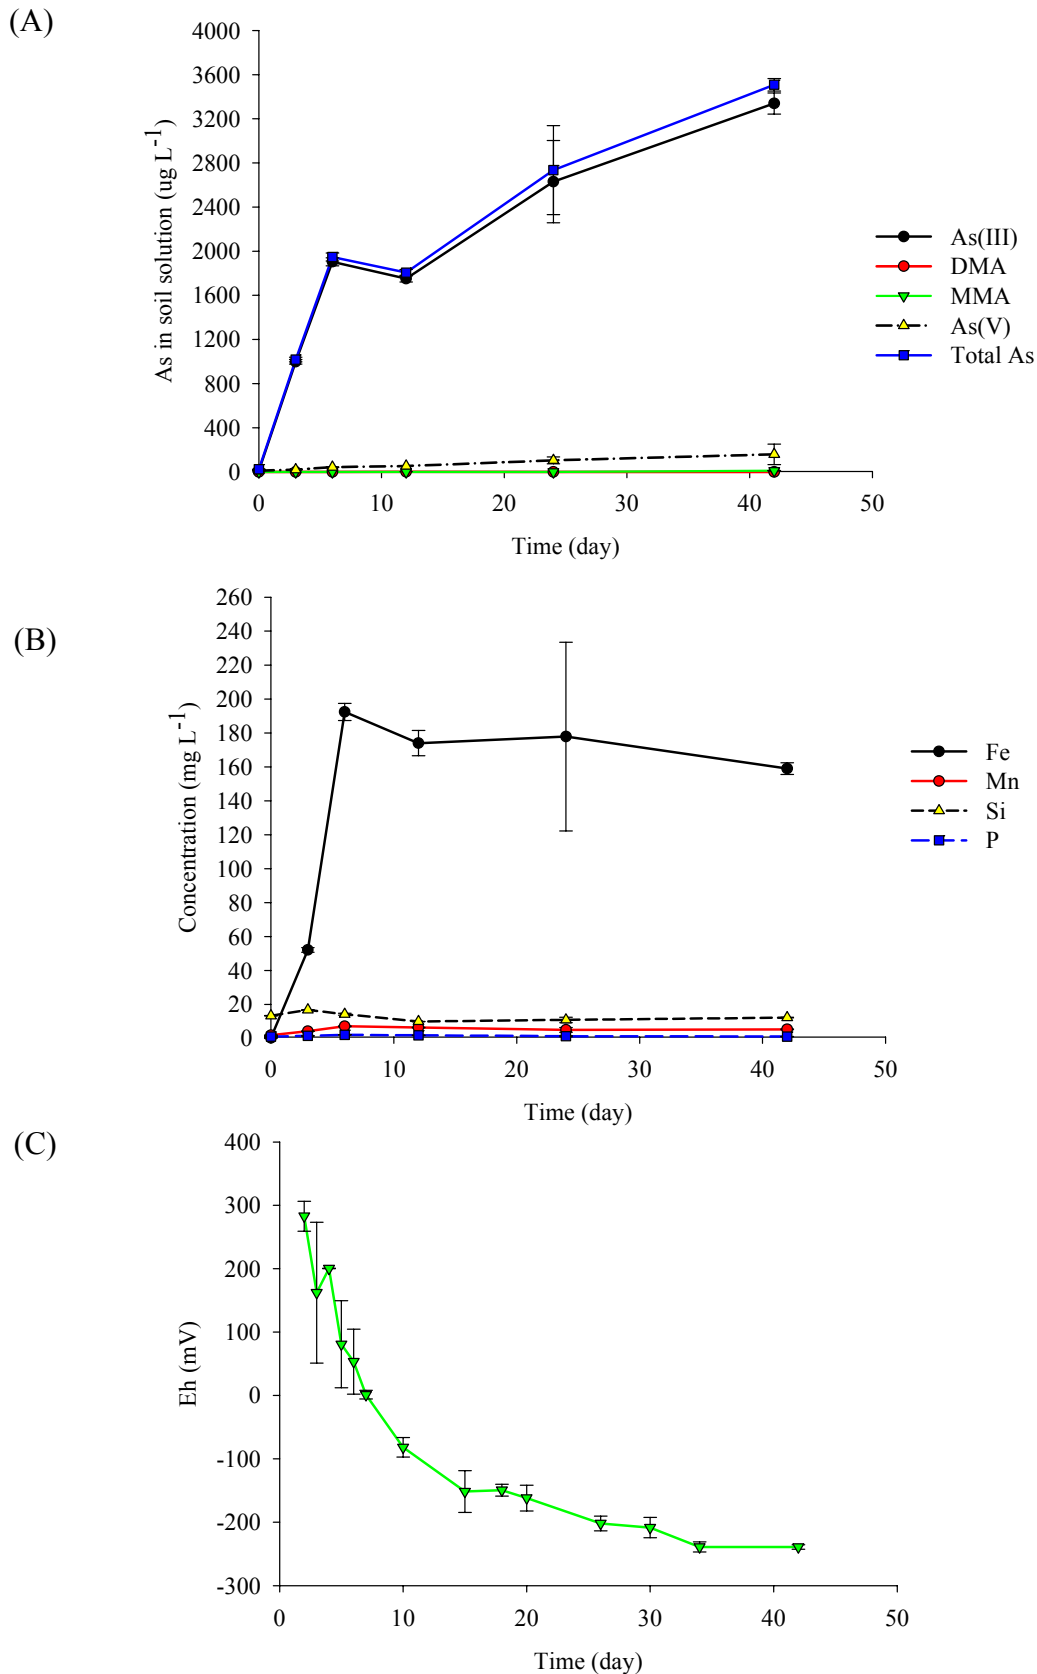 (A)
4000
3600
3200
2800
2400
2000
1600
1200
800
400
0
As in soil solution (ug L-1)
0 10 20 30 40 50
Time (day)
As(III)
DMA
MMA
As(V)
Total As
(B)
260
240
220
200
180
160
140
120
100
80
60
40
20
0
Concentration (mg L-1)
0 10 20 30 40 50
Time (day)
Fe
Mn
Si
P
(C)
400
300
200
100
0
-100
-200
-300
Eh (mV)
0 10 20 30 40 50
Time (day)